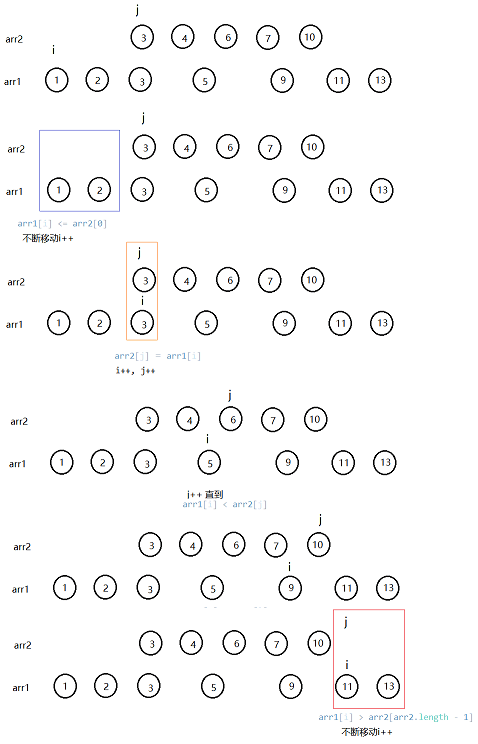 j
arr2 3 4 6 7 10
i
arr1 1 2 3 5 9 11 13
j
arr2 3 4 6 7 10
arr1 1 2 3 5 9 11 13
arr1[i] <= arr2[0]
不断移动i++
j
arr2 3 4 6 7 10
i
arr1 1 2 3 5 9 11 13
arr2[j] = arr1[i]
i++, j++
j
arr2 3 4 6 7 10
i
arr1 1 2 3 5 9 11 13
i++ 直到
arr1[i] < arr2[j]
j
arr2 3 4 6 7 10
i
arr1 1 2 3 5 9 11 13
j
arr2 3 4 6 7 10
i
arr1 1 2 3 5 9 11 13
arr1[i] > arr2[arr2.length - 1]
不断移动i++